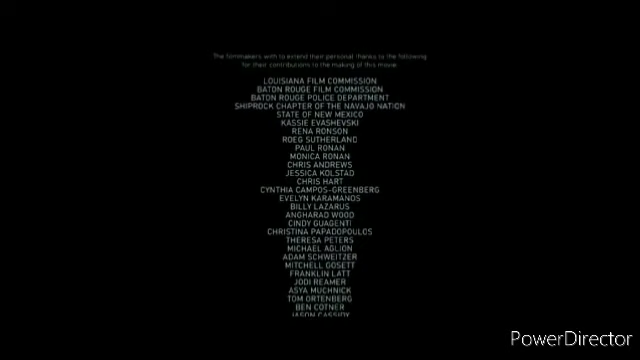 The filmmakers with to extend their personal thanks to the following
for their contributions to the making of this movie.
LOUISIANA FILM COMMISSION
BATON ROUGE FILM COMMISSION
BATON ROUGE POLICE DEPARTMENT
SHIPROCK CHAPTER OF THE NAVAJO NATION
STATE OF NEW MEXICO
KASSIE EVASHEVSKI
RENA RONSON
ROEG SUTHERLAND
PAUL RONAN
MONICA RONAN
CHRIS ANDREWS
JESSICA KOLSTAD
CHRIS HART
CYNTHIA CAMPOS-GREENBERG
EVELYN KARAMANOS
BILLY LAZARUS
ANGHARAD WOOD
CINDY GUAGENTI
CHRISTINA PAPADOPOULOS
THERESA PETERS
MICHAEL AGLION
ADAM SCHWEITZER
MITCHELL GOSETT
FRANKLIN LATT
JODI REAMER
ASYA MUCHNICK
TOM ORTENBERG
BEN COTNER
JASON CASSIDY
PowerDirector